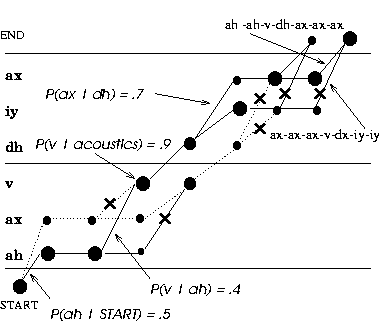 ah -ah-v-dh-ax-ax-ax
END
ax
P(ax | dh) = .7
iy
ax-ax-ax-v-dx-iy-iy
dh
P(v | acoustics) = .9
v
ax
ah
P(v | ah) = .4
START
P(ah | START) = .5